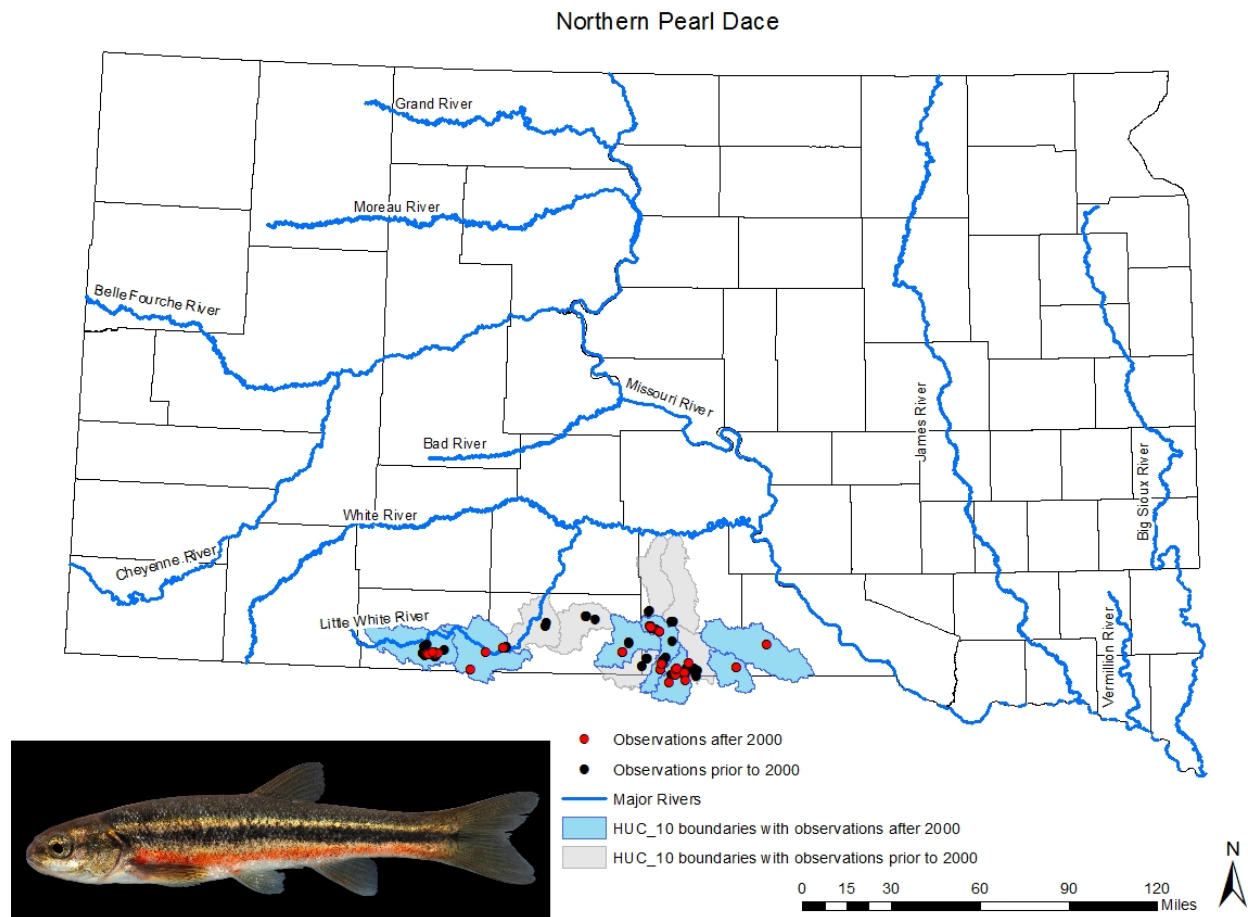 Northern Pearl Dace
Grand River
Moreau River
Belle Fourche River
Missouri River
James River
Bad River
Big Sioux River
White River
Cheyenne River
Little White River
Vermillion River
Observations after 2000
Observations prior to 2000
Major Rivers
HUC_10 boundaries with observations after 2000
HUC_10 boundaries with observations prior to 2000
N
0 15 30 60 90 120
Miles